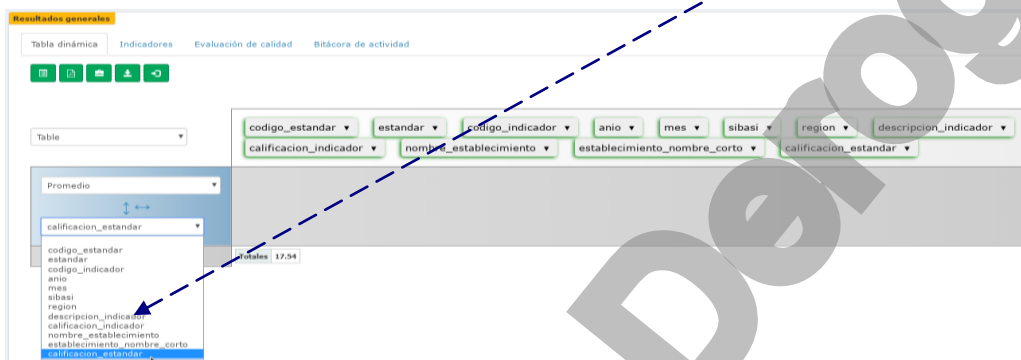 Resultados generales
Tabla dinámica Indicadores Evaluación de calidad Bitácora de actividad
Table
codigo_estandar estandar codigo_indicador anio mes sibasi region descripcion_indicador
calificacion_indicador nombre_establecimiento establecimiento_nombre_corto calificacion_estandar
Promedio
calificacion_estandar
Totales 17.54
codigo_estandar
estandar
codigo_indicador
anio
mes
sibasi
region
descripcion_indicador
calificacion_indicador
nombre_establecimiento
establecimiento_nombre_corto
calificacion_estandar
Derog